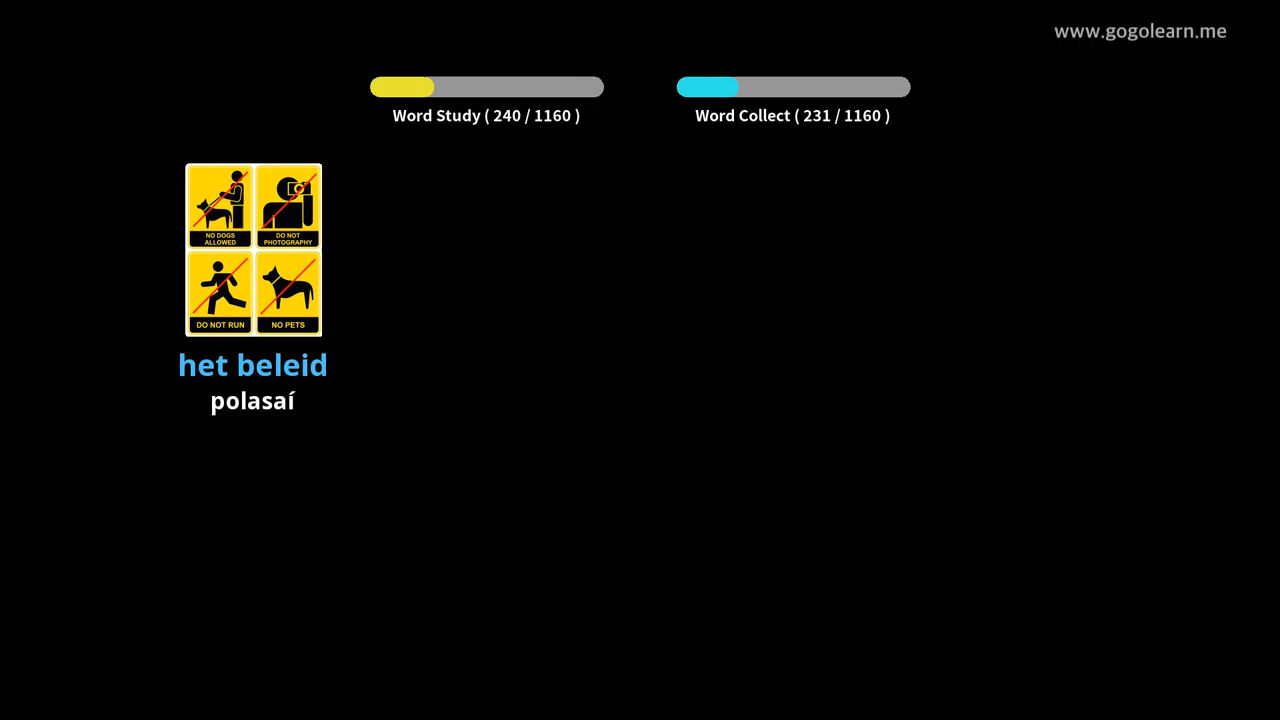 www.gogolearn.me
Word Study ( 240 / 1160 )
Word Collect ( 231 / 1160 )
NO DOGS
ALLOWED
DO NOT
PHOTOGRAPHY
DO NOT RUN
NO PETS
het beleid
polasaí